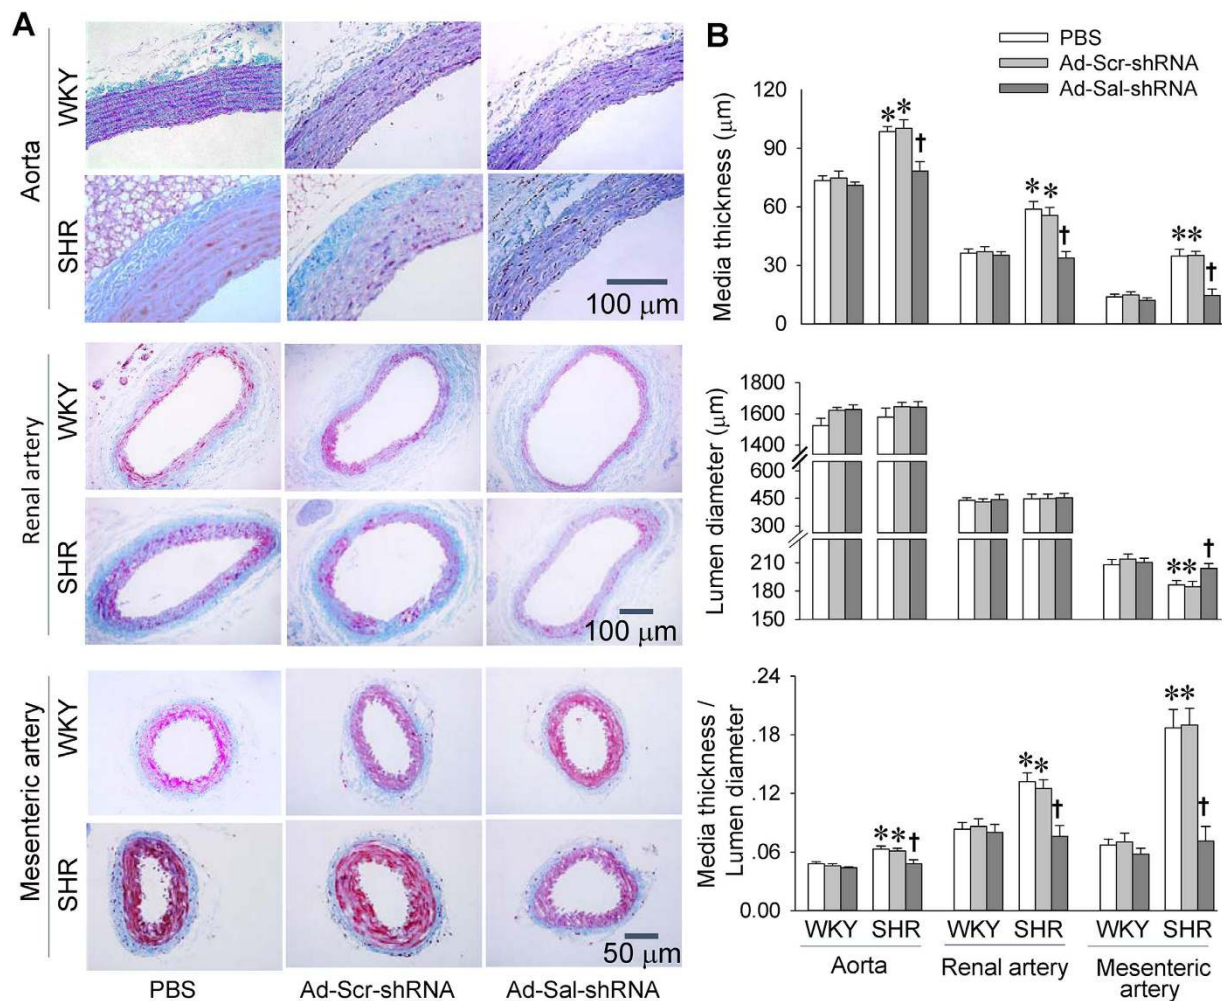 A
Aorta
WKY
SHR
100 μm
Renal artery
WKY
SHR
100 μm
Mesenteric artery
WKY
SHR
50 μm
PBS
Ad-Scr-shRNA
Ad-Sal-shRNA
B
PBS
Ad-Scr-shRNA
Ad-Sal-shRNA
Media thickness (μm)
120
90
60
30
0
* *
†
* *
†
**
†
Lumen diameter (μm)
1800
1600
1400
600
450
300
210
180
150
**
†
Media thickness /
Lumen diameter
.24
.18
.12
.06
0.00
**
†
* *
†
**
†
WKY SHR WKY SHR WKY SHR
Aorta
Renal artery
Mesenteric
artery